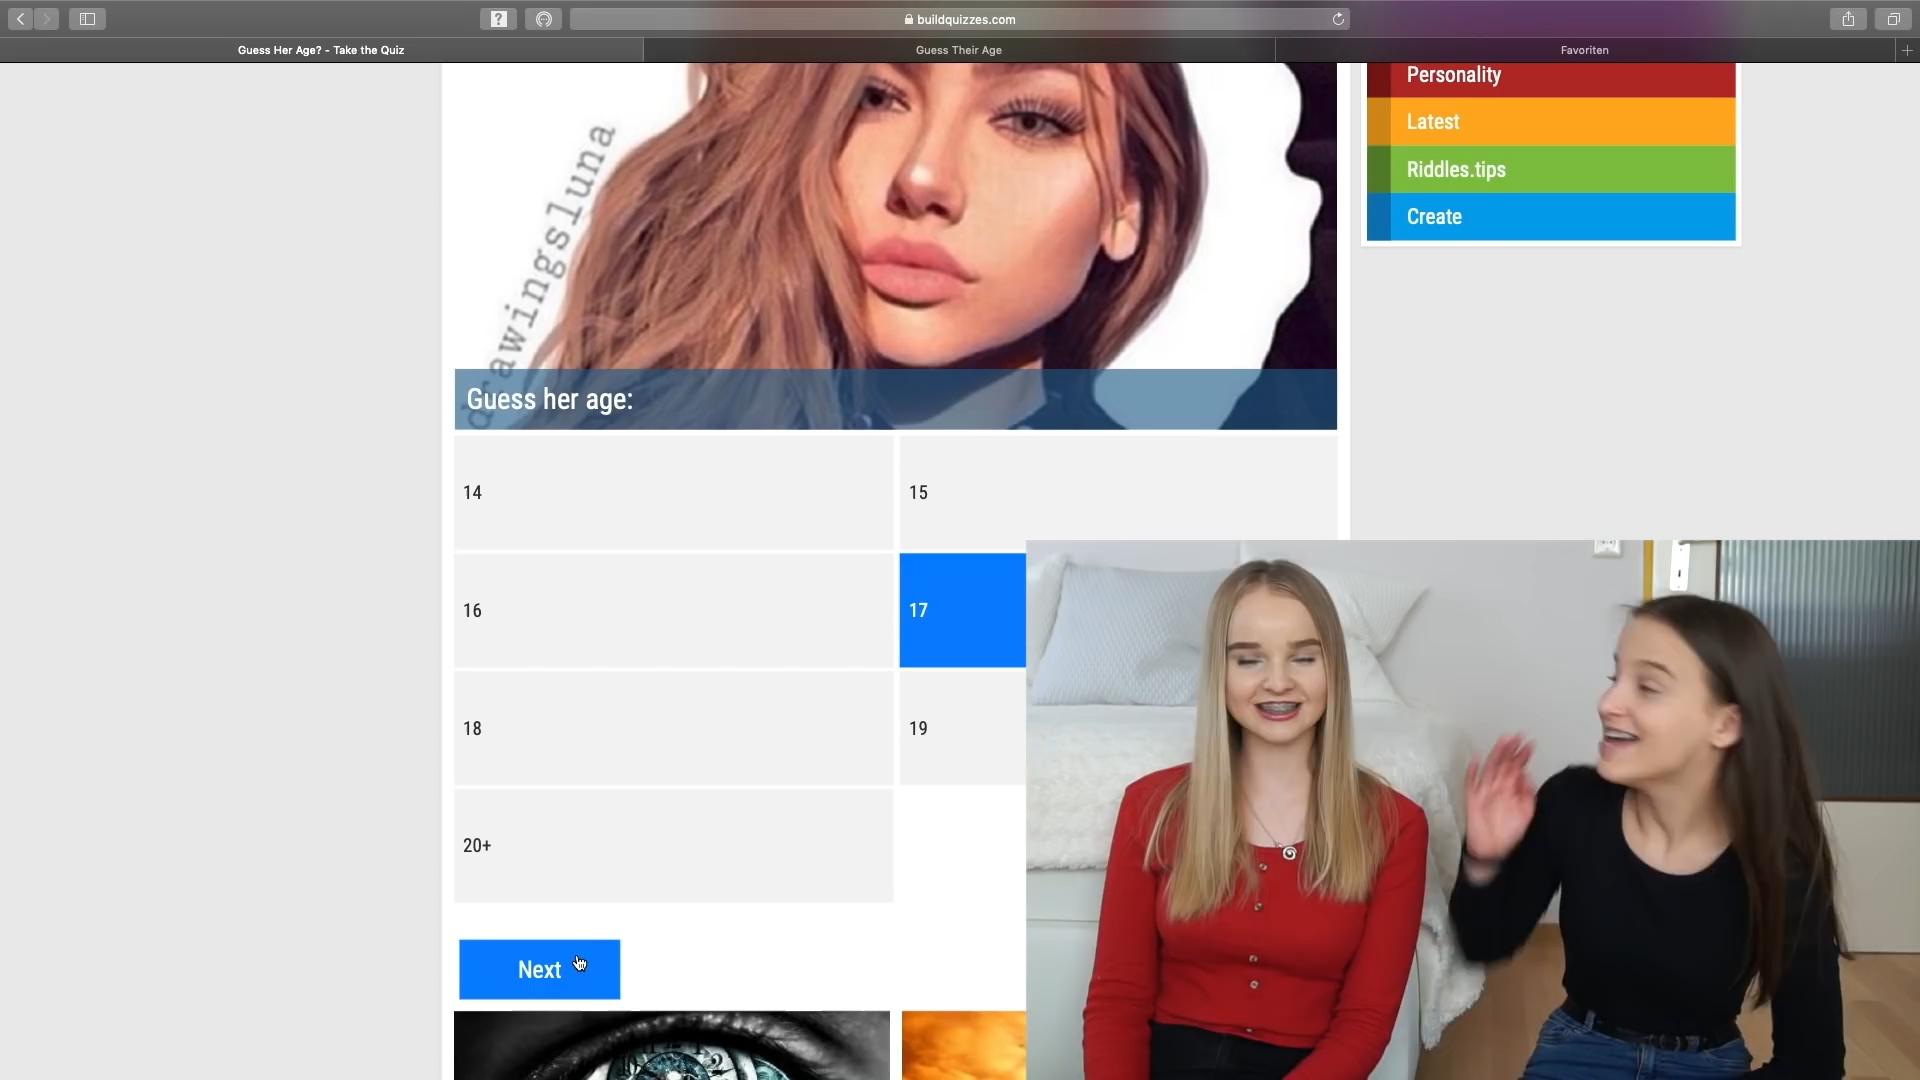 buildquizzes.com
Guess Her Age? - Take the Quiz
Guess Their Age
Favoriten
Personality
Latest
Riddles.tips
Create
drawingsluna
Guess her age:
14
15
16
17
18
19
20+
Next